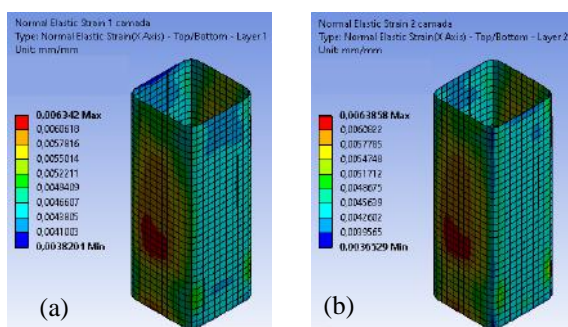 Normal Elastic Strain 1 camada
Type: Normal Elastic Strain(X Axis) - Top/Bottom - Layer 1
Unit: mm/mm
0,006342 Max
0,0060618
0,0057816
0,0055014
0,0052211
0,0049409
0,0046607
0,0043805
0,0041003
0,0038201 Min
(a)
Normal Elastic Strain 2 camada
Type: Normal Elastic Strain(X Axis) - Top/Bottom - Layer 2
Unit: mm/mm
0,0063858 Max
0,0060822
0,0057785
0,0054748
0,0051712
0,0048675
0,0045639
0,0042602
0,0039565
0,0036529 Min
(b)